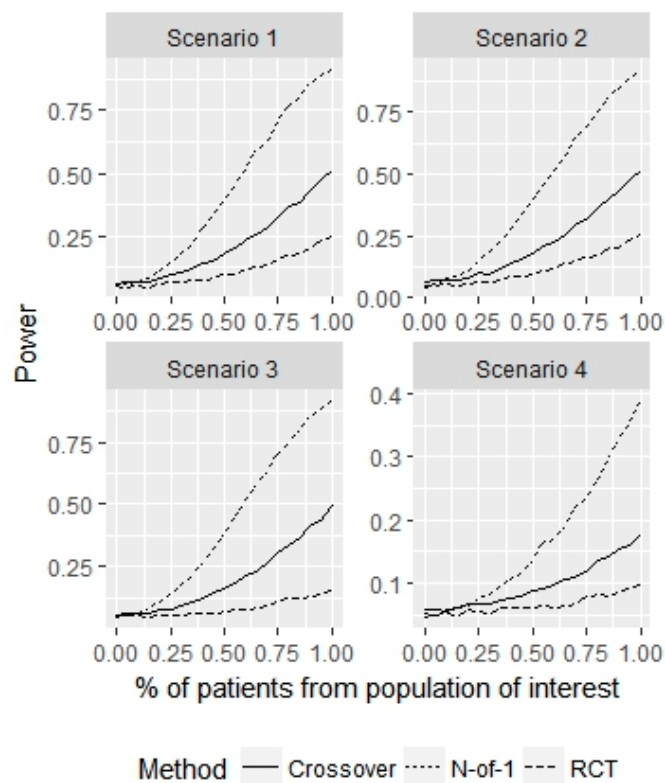 Scenario 1
Scenario 2
0.75
0.50
0.25
0.75
0.50
0.25
0.00
0.00 0.25 0.50 0.75 1.00
0.00 0.25 0.50 0.75 1.00
Power
Scenario 3
Scenario 4
0.75
0.50
0.25
0.4
0.3
0.2
0.1
0.00 0.25 0.50 0.75 1.00
0.00 0.25 0.50 0.75 1.00
% of patients from population of interest
Method Crossover N-of-1 RCT